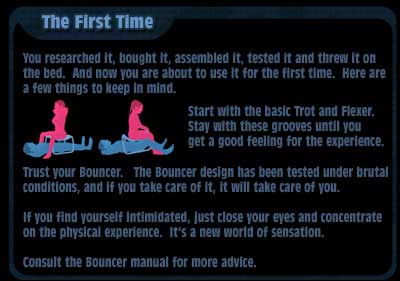 The First Time
You researched it, bought it, assembled it, tested it and threw it on
the bed. And now you are about to use it for the first time. Here are
a few things to keep in mind.
Start with the basic Trot and Flexer.
Stay with these grooves until you
get a good feeling for the experience.
Trust your Bouncer. The Bouncer design has been tested under brutal
conditions, and if you take care of it, it will take care of you.
If you find yourself intimidated, just close your eyes and concentrate
on the physical experience. It's a new world of sensation.
Consult the Bouncer manual for more advice.